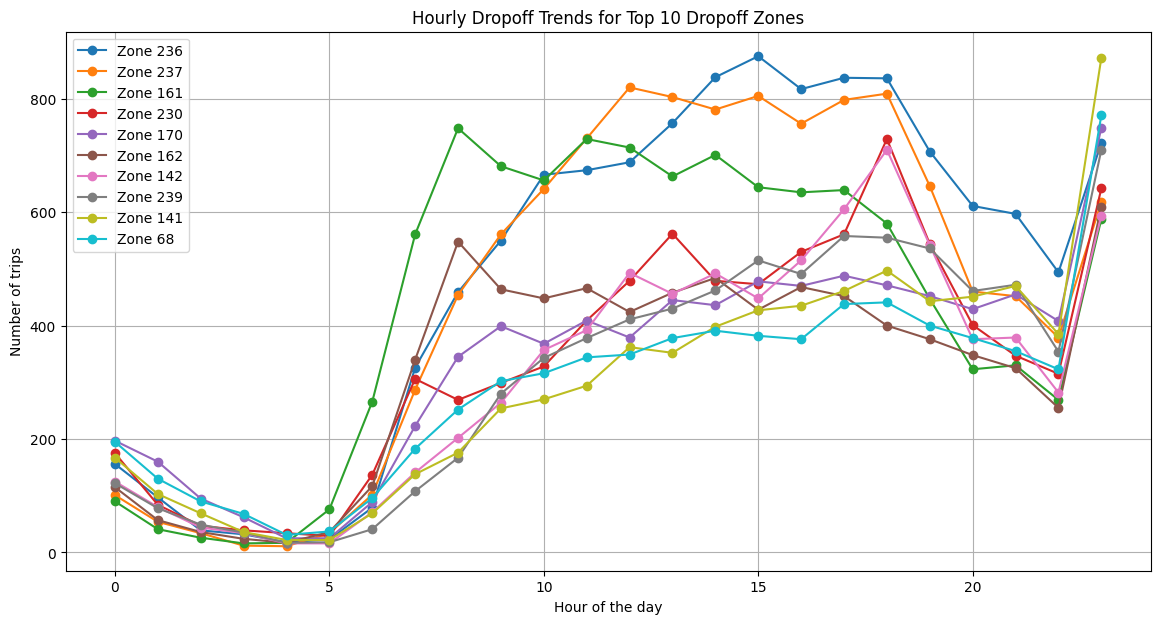 Hourly Dropoff Trends for Top 10 Dropoff Zones
Zone 236
Zone 237
Zone 161
Zone 230
Zone 170
Zone 162
Zone 142
Zone 239
Zone 141
Zone 68
Number of trips
800
600
400
200
0
0 5 10 15 20
Hour of the day